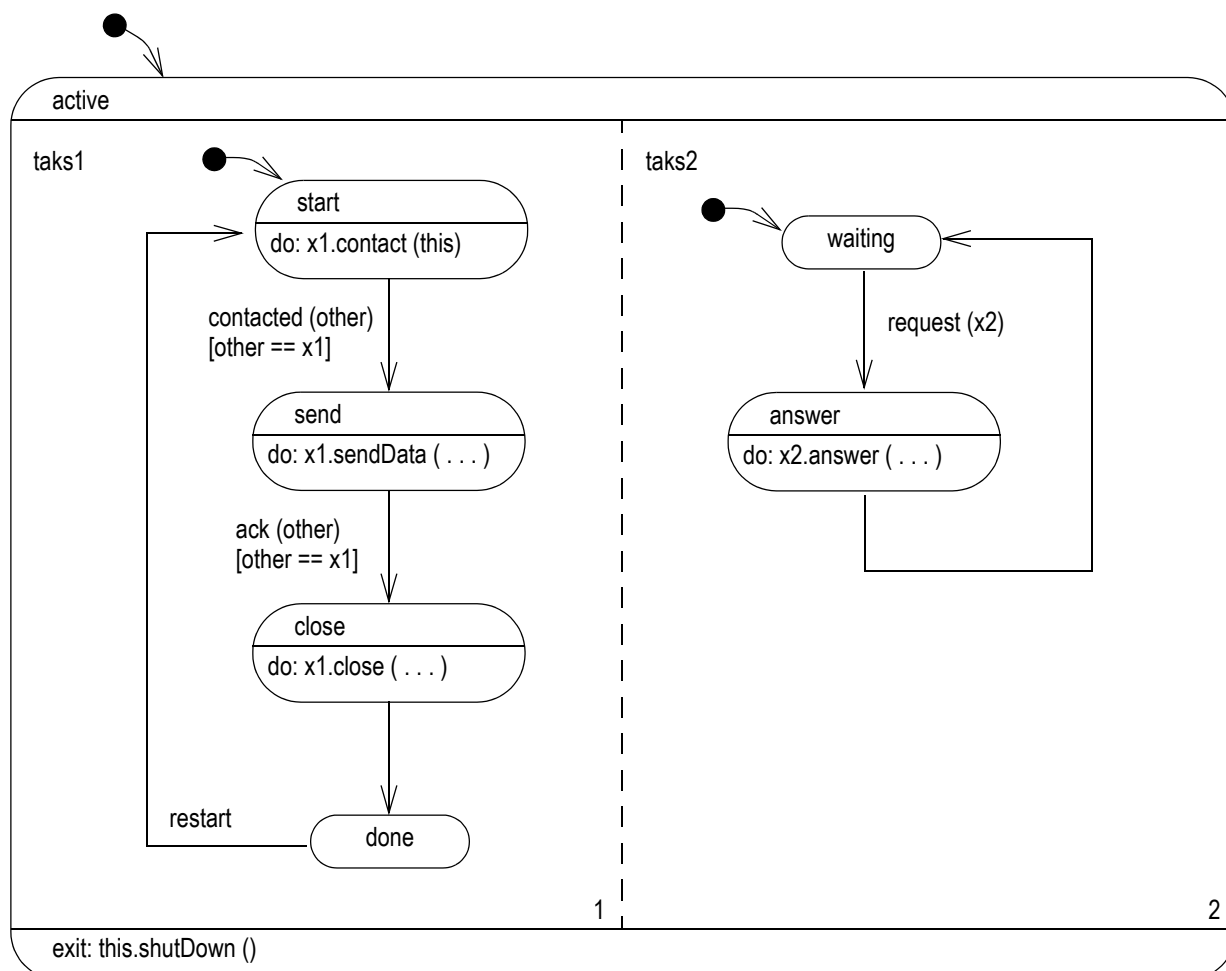 active
taks1
start
do: x1.contact (this)
contacted (other)
[other == x1]
send
do: x1.sendData ( . . . )
ack (other)
[other == x1]
close
do: x1.close ( . . . )
restart
done
1
taks2
waiting
request (x2)
answer
do: x2.answer ( . . . )
2
exit: this.shutDown ()